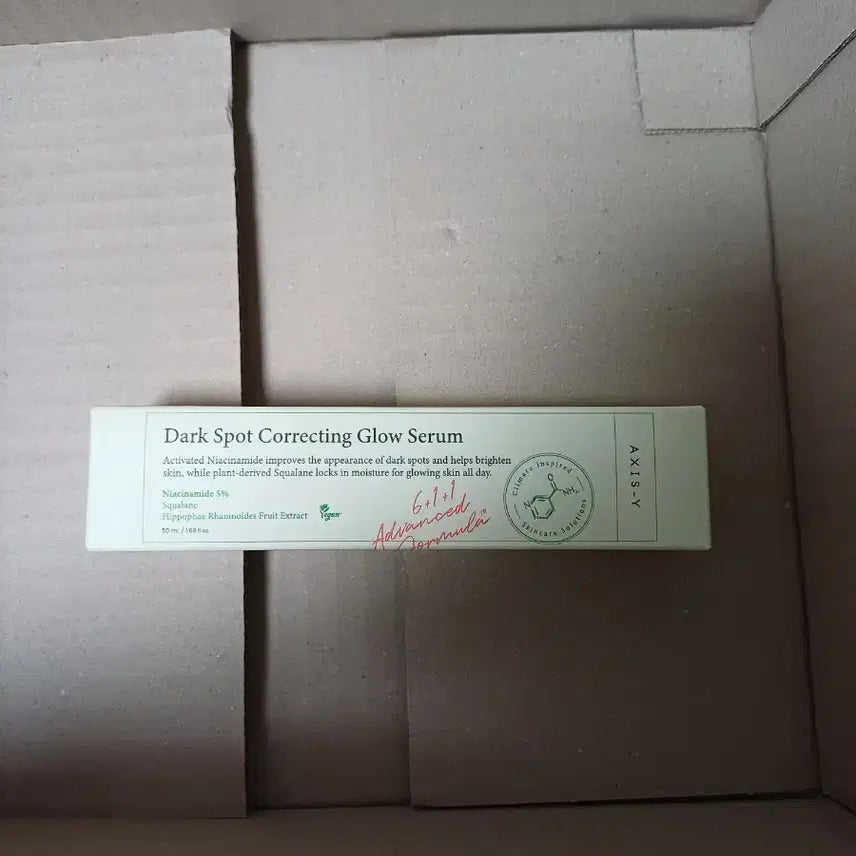 Dark Spot Correcting Glow Serum
Activated Niacinamide improves the appearance of dark spots and helps brighten
skin, while plant-derived Squalane locks in moisture for glowing skin all day.
Niacinamide 5%
Squalane
Hippophae Rhamnoides Fruit Extract
Vegan
50 ml / 1.69 fl oz
6+1+1
Advanced
Formula"
Climate Inspired
Skincare Solutions
O
N
NH₂
AXIS-Y